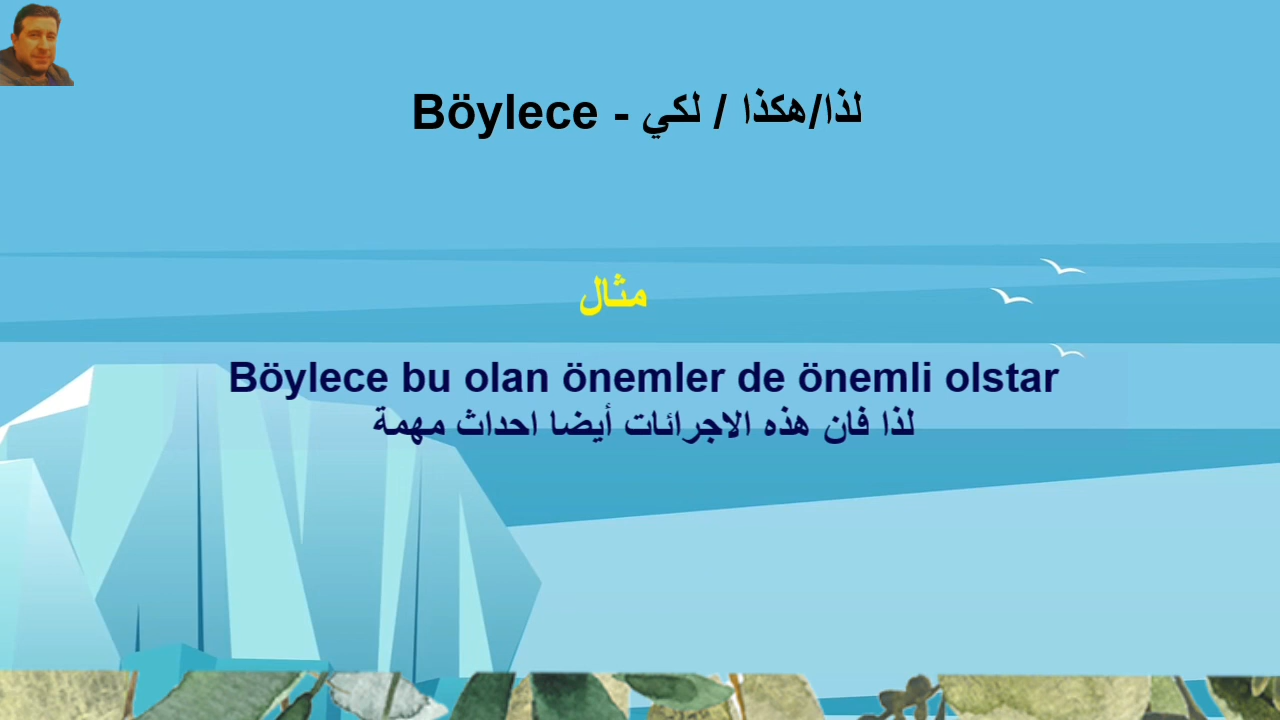 Böylece - لذا/هكذا / لكي
مثال
Böylece bu olan önemler de önemli olstar
لذا فان هذه الاجرائات أيضا احداث مهمة